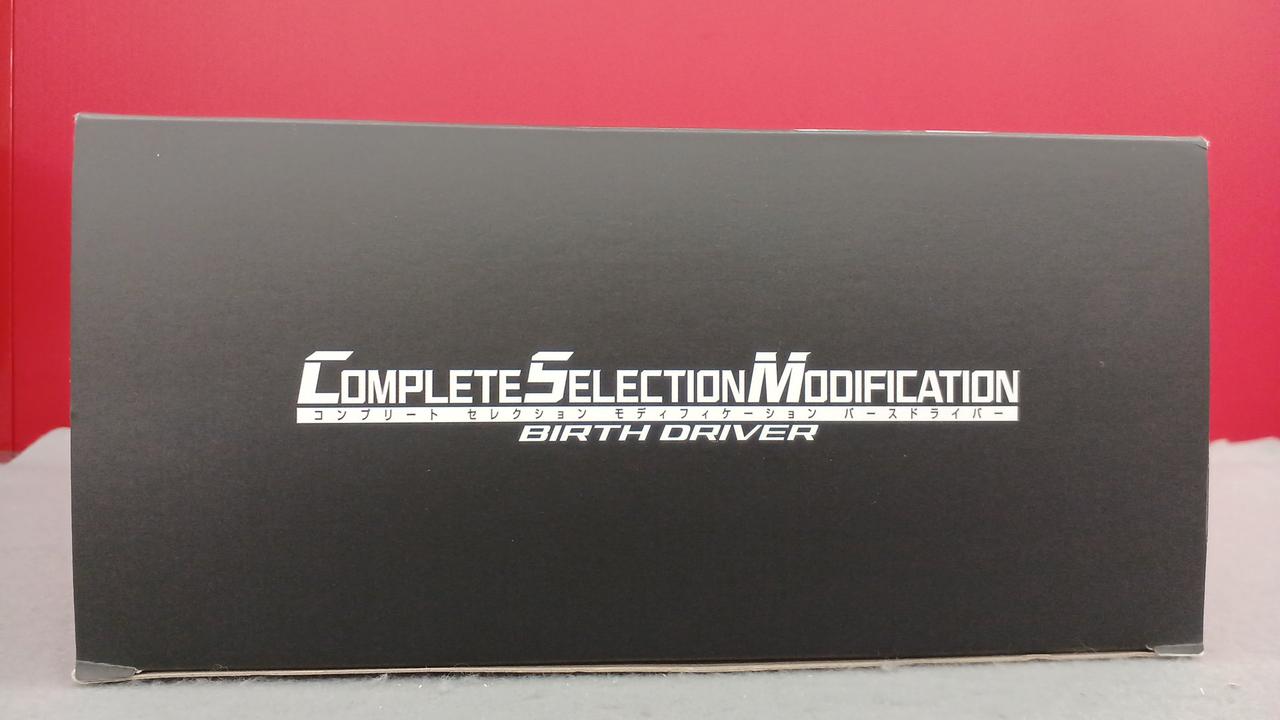 COMPLETE SELECTION MODIFICATION
コンプリート セレクション モディフィケーション バースドライバー
BIRTH DRIVER